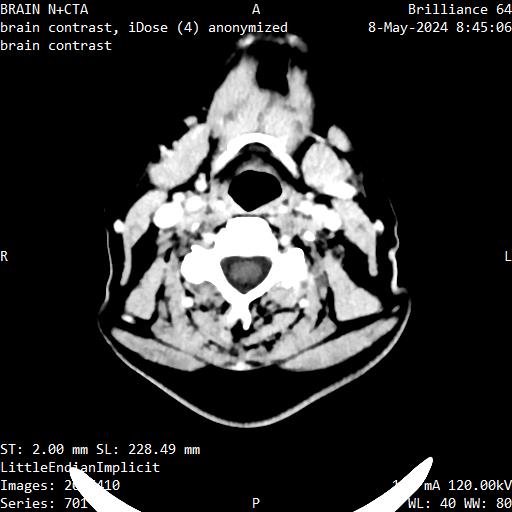 BRAIN N+CTA
A
Brilliance 64
brain contrast, iDose (4) anonymized
8-May-2024 8:45:06
brain contrast
R
L
ST: 2.00 mm SL: 228.49 mm
LittleEndianImplicit
Images:
mA 120.00kV
Series: 701
P
WL: 40 WW: 80